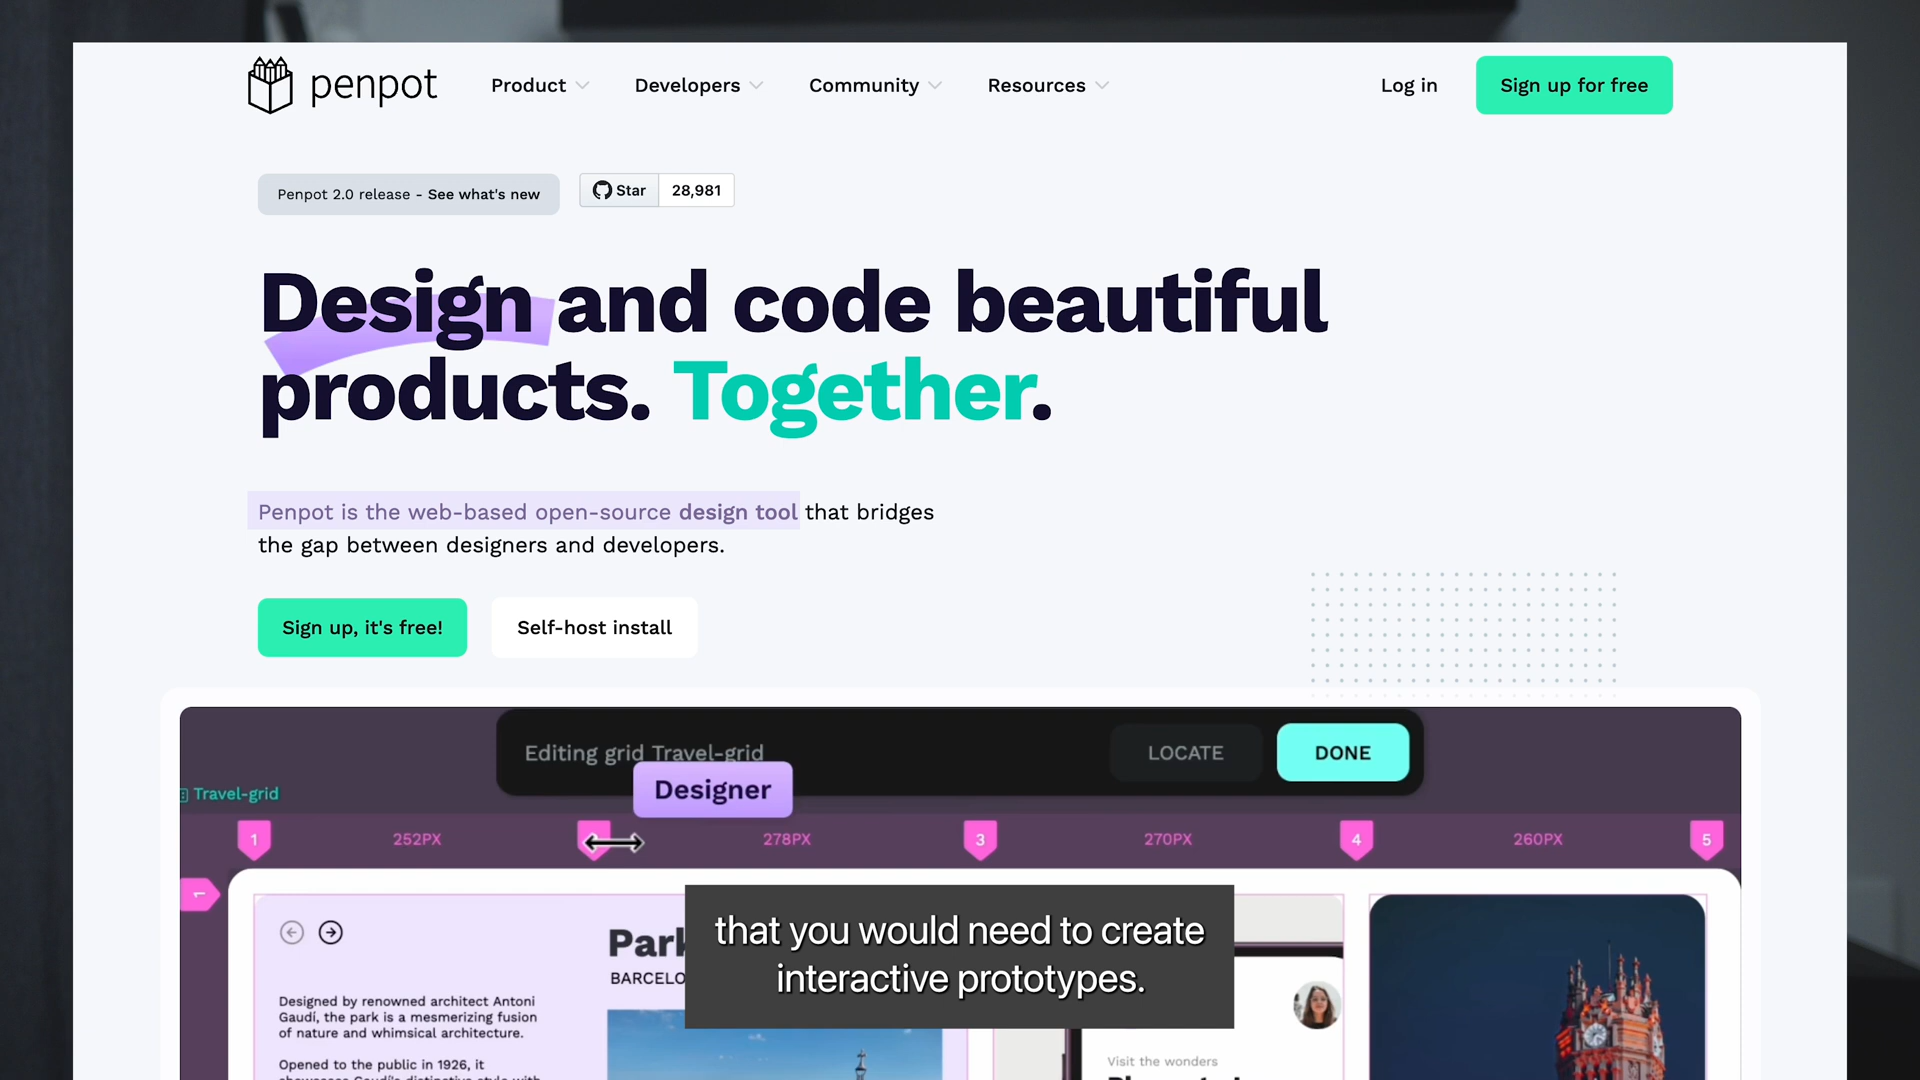 penpot
Product
Developers
Community
Resources
Log in
Sign up for free
Penpot 2.0 release - See what's new
Star
28,981
Design and code beautiful
products. Together.
Penpot is the web-based open-source design tool that bridges
the gap between designers and developers.
Sign up, it's free!
Self-host install
Editing grid Travel-grid
LOCATE
DONE
Designer
Travel-grid
1
252PX
278PX
3
270PX
4
260PX
5
1
Park
BARCELO
Designed by renowned architect Antoni
Gaudí, the park is a mesmerizing fusion
of nature and whimsical architecture.
Opened to the public in 1926, it
that you would need to create
interactive prototypes.
Visit the wonders